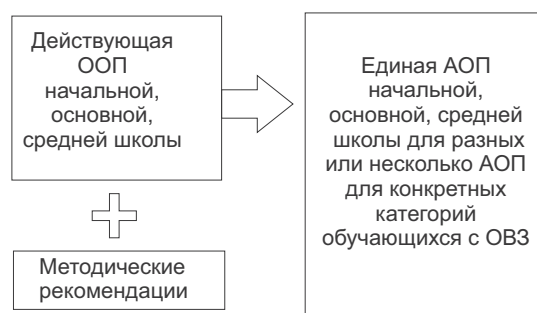 Действующая
ООП
начальной,
основной,
средней школы
Методические
рекомендации
Единая АОП
начальной,
основной, средней
школы для разных
или несколько АОП
для конкретных
категорий
обучающихся с ОВЗ